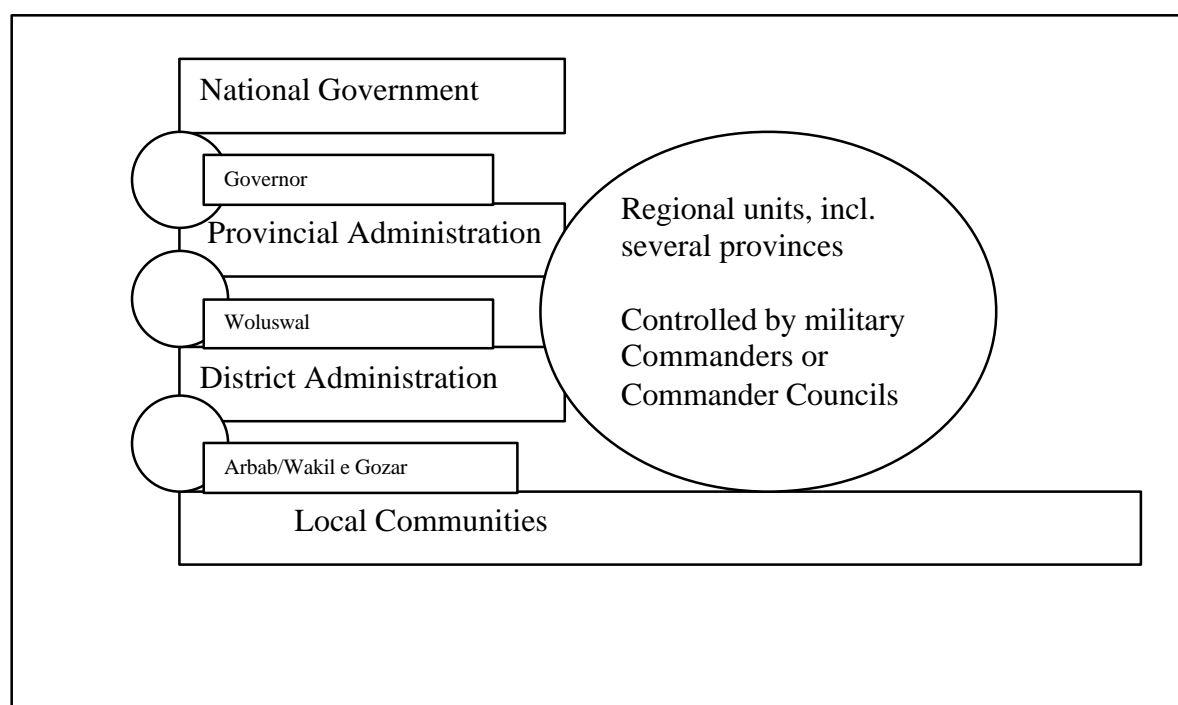 National Government
Governor
Provincial Administration
Woluswal
District Administration
Arbab/Wakil e Gozar
Local Communities
Regional units, incl.
several provinces
Controlled by military
Commanders or
Commander Councils